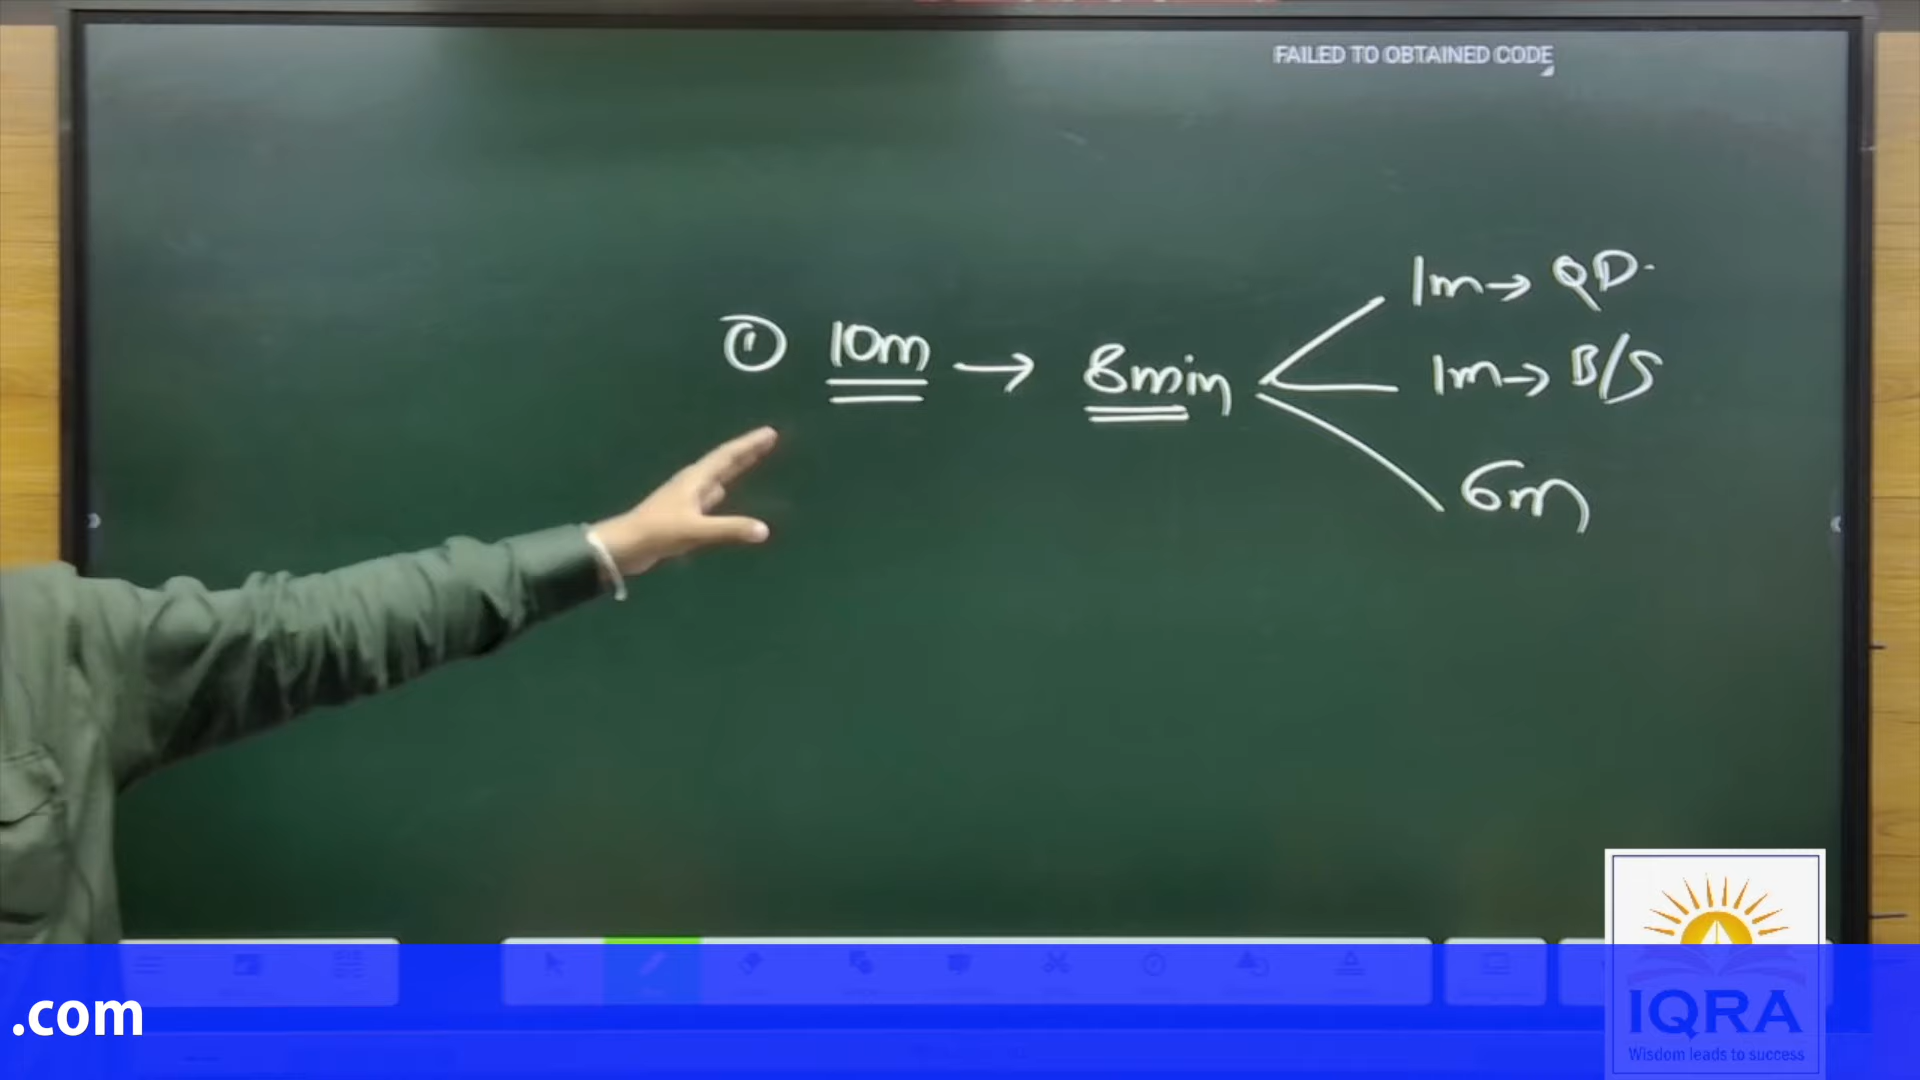 FAILED TO OBTAINED CODE
① 10m → 8min
1m → QD.
1m → B/S
6m
.com
IQRA
Wisdom leads to success